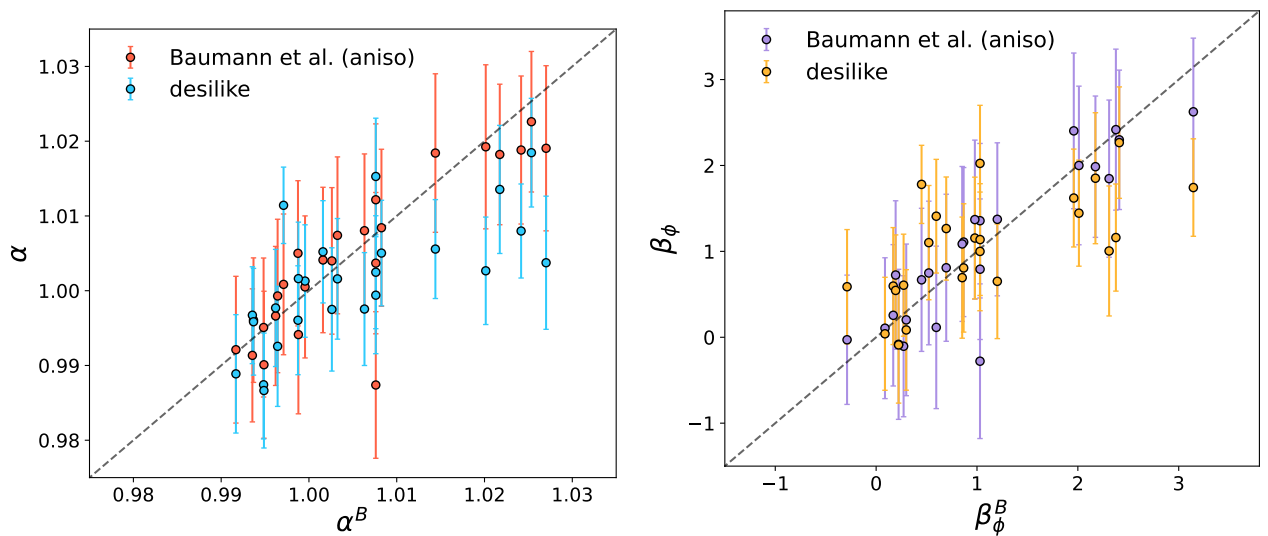 Baumann et al. (aniso)
desilike
α
1.03
1.02
1.01
1.00
0.99
0.98
0.98 0.99 1.00 1.01 1.02 1.03
α^B
Baumann et al. (aniso)
desilike
β_ϕ
3
2
1
0
−1
−1 0 1 2 3
β_ϕ^B